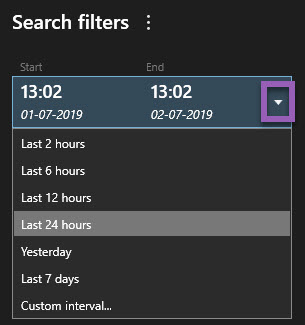 Search filters
Start End
13:02 13:02
01-07-2019 02-07-2019
Last 2 hours
Last 6 hours
Last 12 hours
Last 24 hours
Yesterday
Last 7 days
Custom interval...